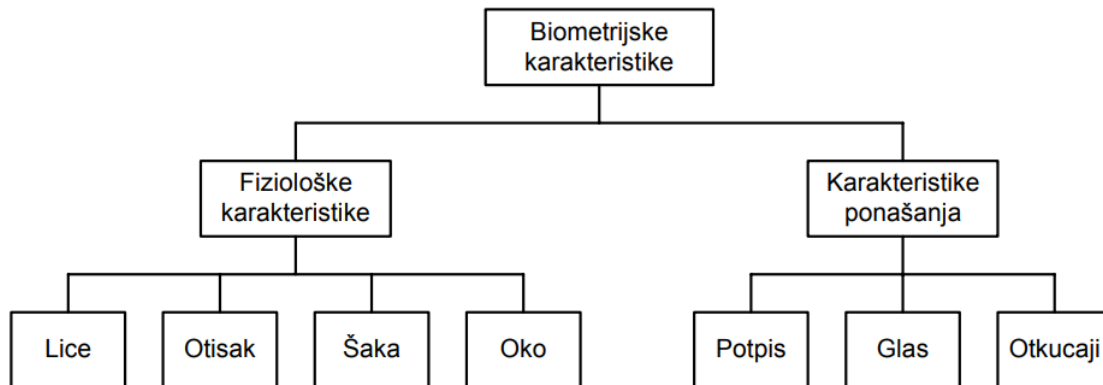 Biometrijske
karakteristike
Fiziološke
karakteristike
Karakteristike
ponašanja
Lice
Otisak
Šaka
Oko
Potpis
Glas
Otkucaji